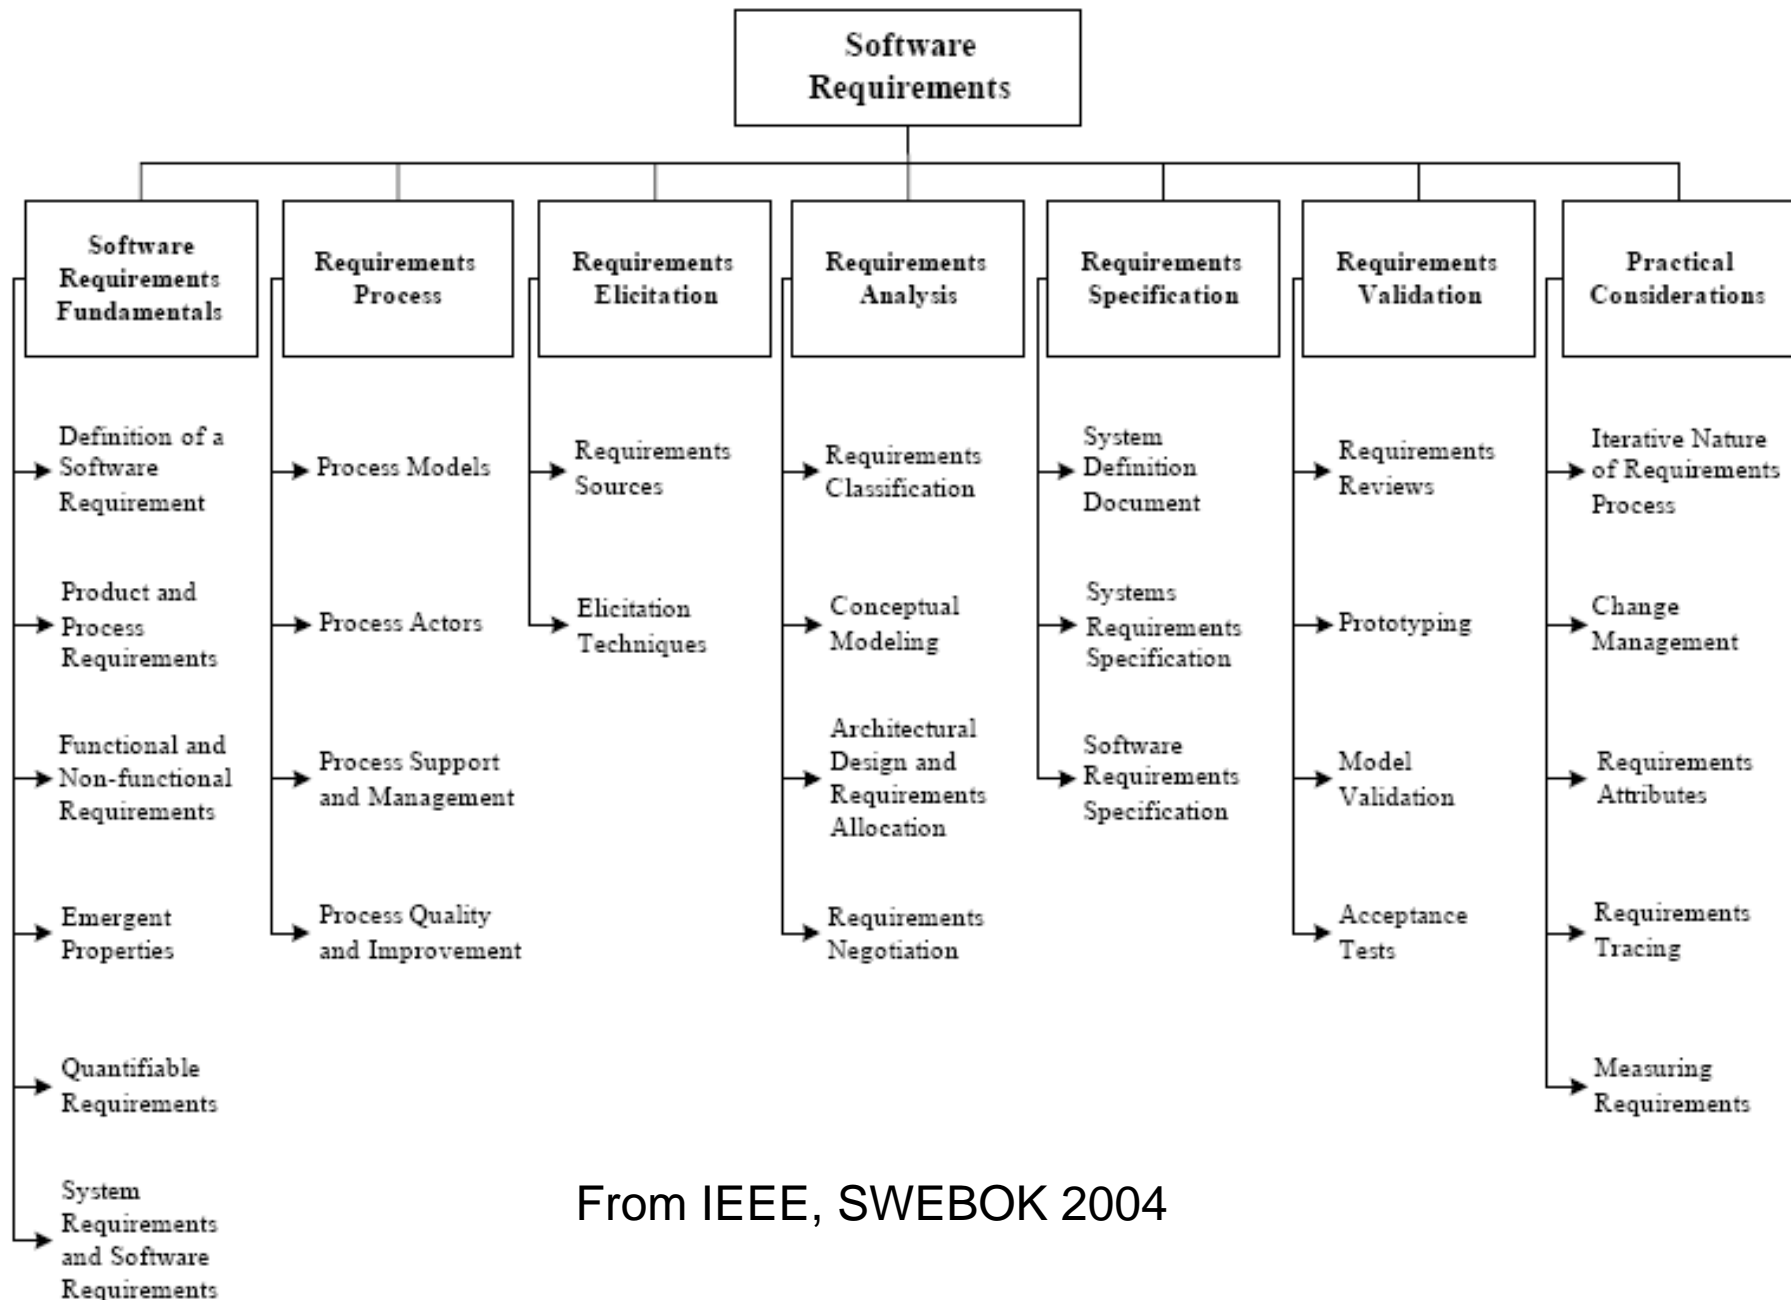 Software
Requirements
Software
Requirements
Fundamentals
Requirements
Process
Requirements
Elicitation
Requirements
Analysis
Requirements
Specification
Requirements
Validation
Practical
Considerations
Definition of a
Software
Requirement
Product and
Process
Requirements
Functional and
Non-functional
Requirements
Emergent
Properties
Quantifiable
Requirements
System
Requirements
and Software
Requirements
Process Models
Process Actors
Process Support
and Management
Process Quality
and Improvement
Requirements
Sources
Elicitation
Techniques
Requirements
Classification
Conceptual
Modeling
Architectural
Design and
Requirements
Allocation
Requirements
Negotiation
System
Definition
Document
Systems
Requirements
Specification
Software
Requirements
Specification
Requirements
Reviews
Prototyping
Model
Validation
Acceptance
Tests
Iterative Nature
of Requirements
Process
Change
Management
Requirements
Attributes
Requirements
Tracing
Measuring
Requirements
From IEEE, SWEBOK 2004